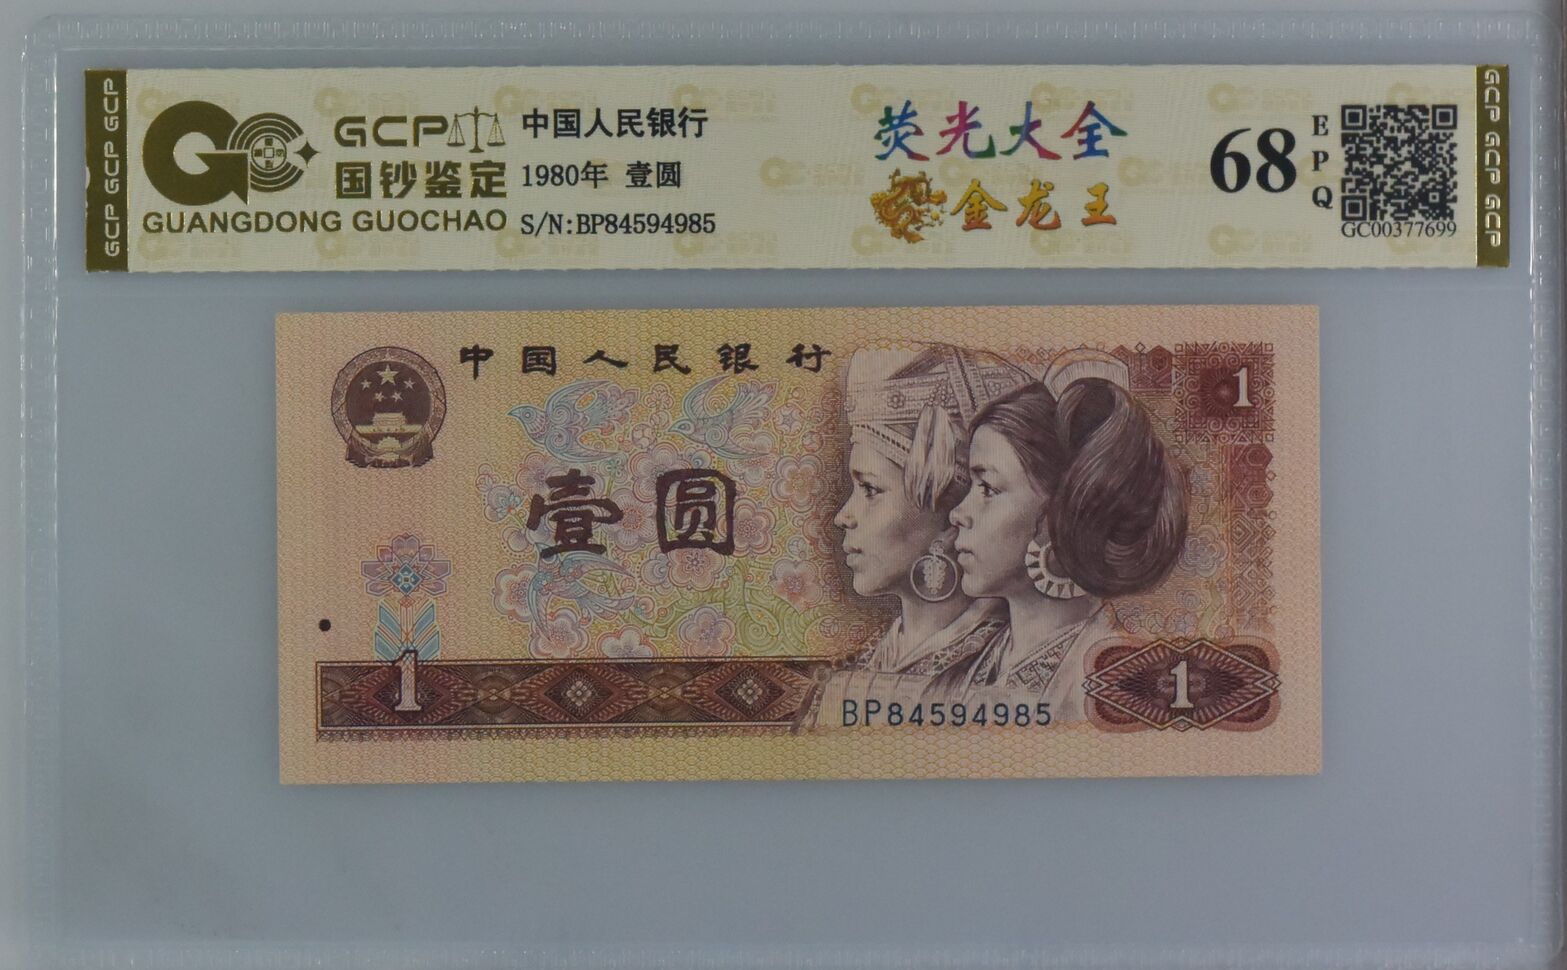 GCP GCP GCP
GCP
国钞鉴定
GUANGDONG GUOCHAO
中国人民银行
1980年 壹圆
S/N:BP84594985
荧光大全
金龙王
68
EPQ
GC00377699
GCP GCP GCP
中国人民银行
1
壹圆
1
BP84594985
1